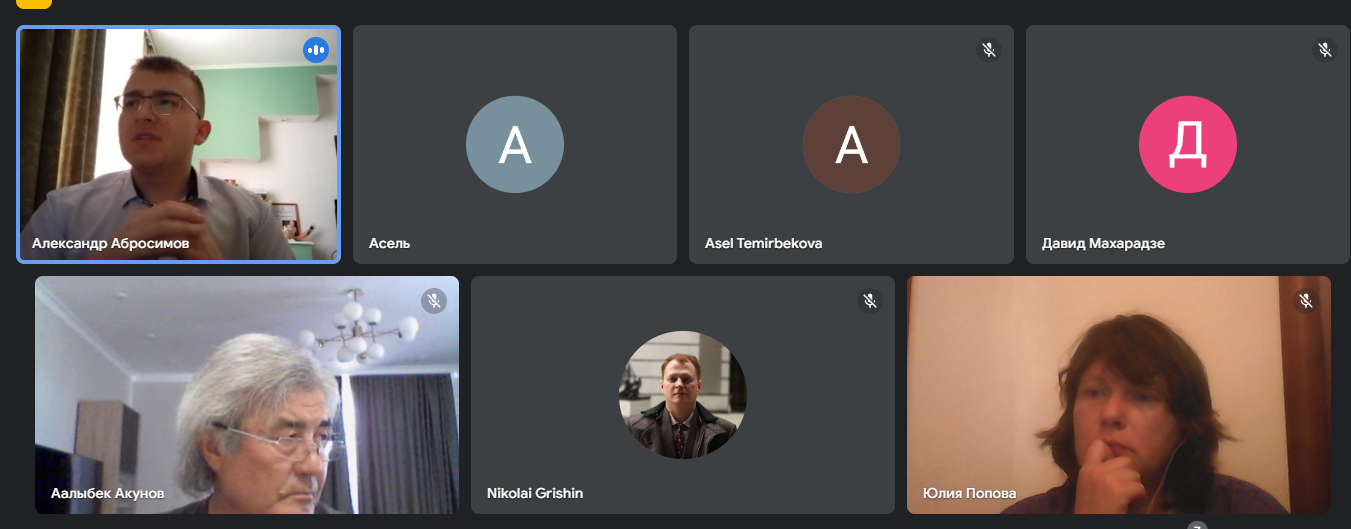 A
A
Д
Александр Абросимов
Асель
Asel Temirbekova
Давид Махарадзе
Аалыбек Акунов
Nikolai Grishin
Юлия Попова